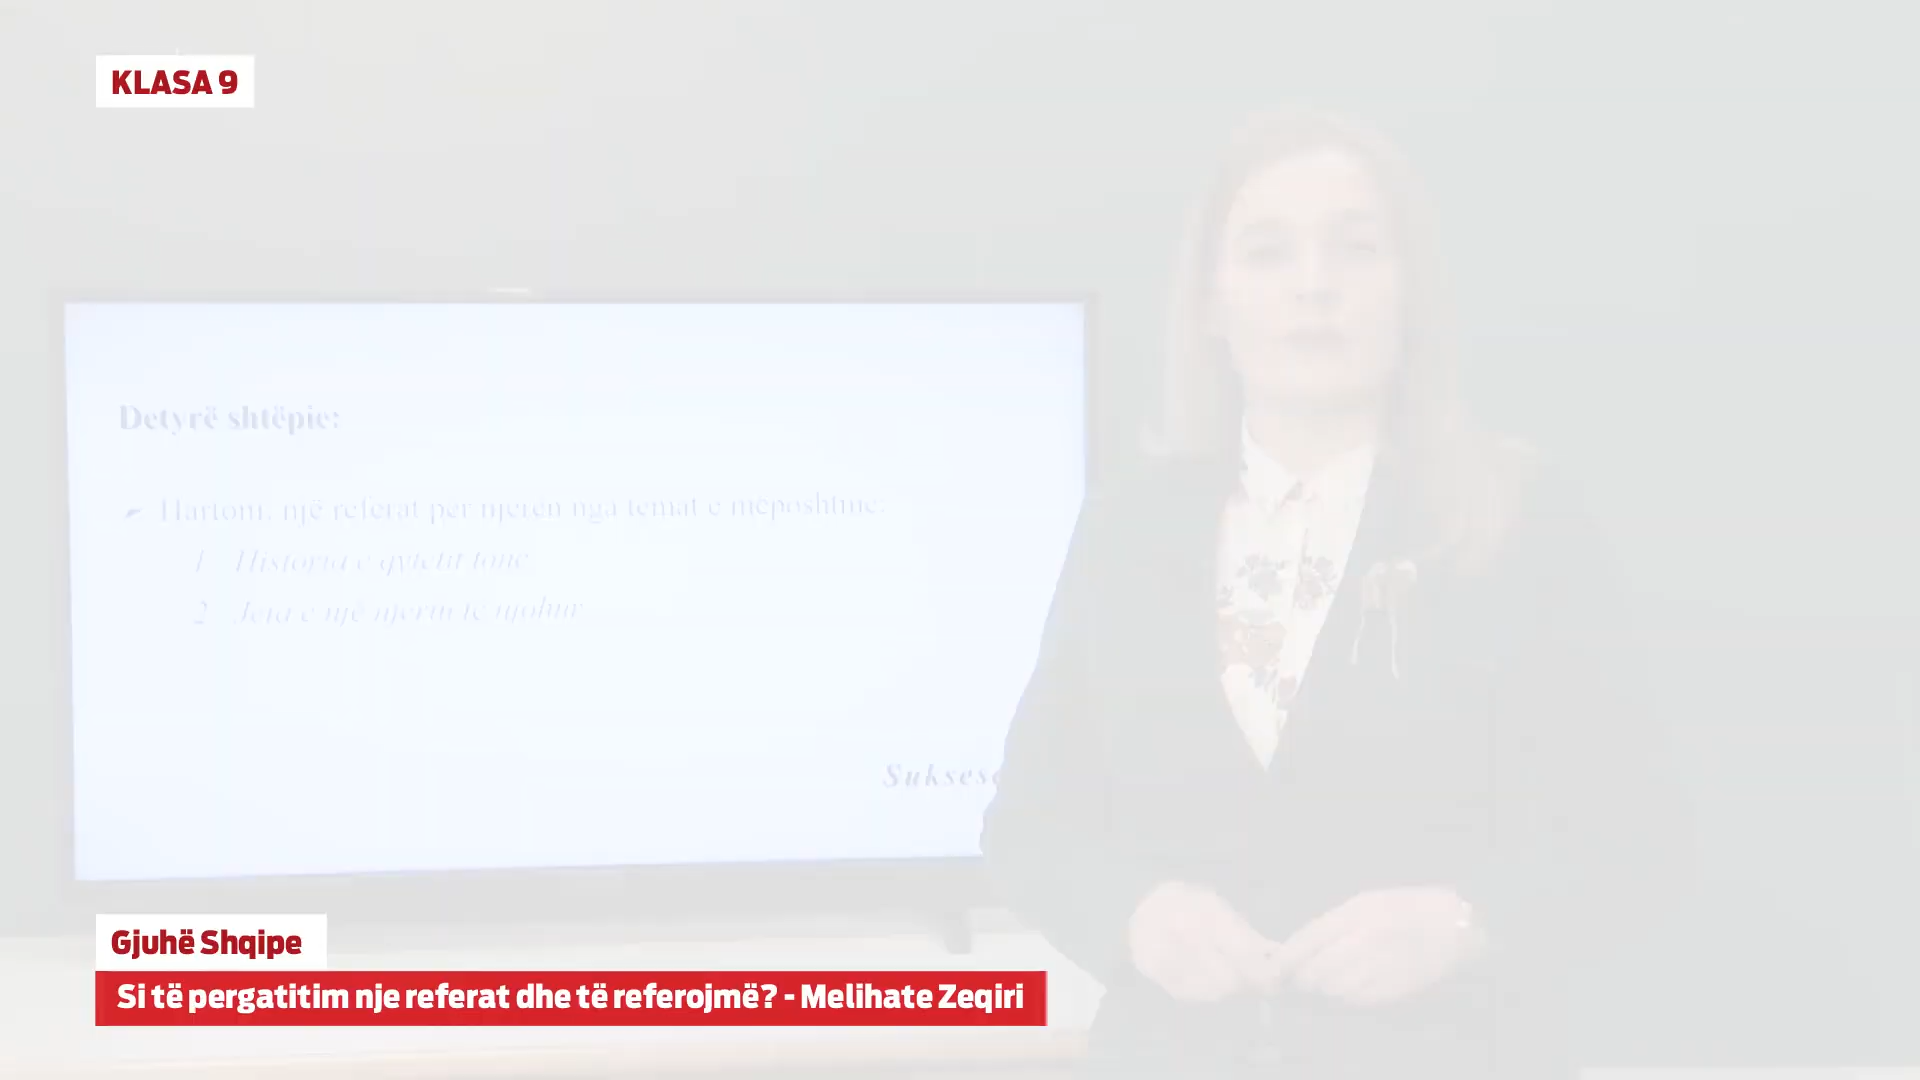 KLASA 9
Detyrë shtëpie:
Hartoni, një referat për njërën nga temat e mëposhtme:
1. Historia e qytetit tonë
2. Jeta e një njeriu të njohur
Suksese
Gjuhë Shqipe
Si të pergatitim nje referat dhe të referojmë? - Melihate Zeqiri